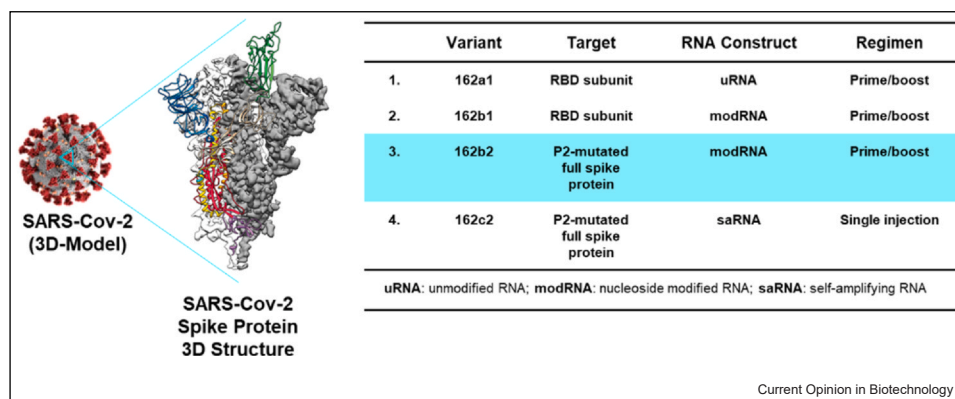 SARS-Cov-2
(3D-Model)
SARS-Cov-2
Spike Protein
3D Structure
Variant Target RNA Construct Regimen
1. 162a1 RBD subunit uRNA Prime/boost
2. 162b1 RBD subunit modRNA Prime/boost
3. 162b2 P2-mutated modRNA Prime/boost
full spike
protein
4. 162c2 P2-mutated saRNA Single injection
full spike
protein
uRNA: unmodified RNA; modRNA: nucleoside modified RNA; saRNA: self-amplifying RNA
Current Opinion in Biotechnology